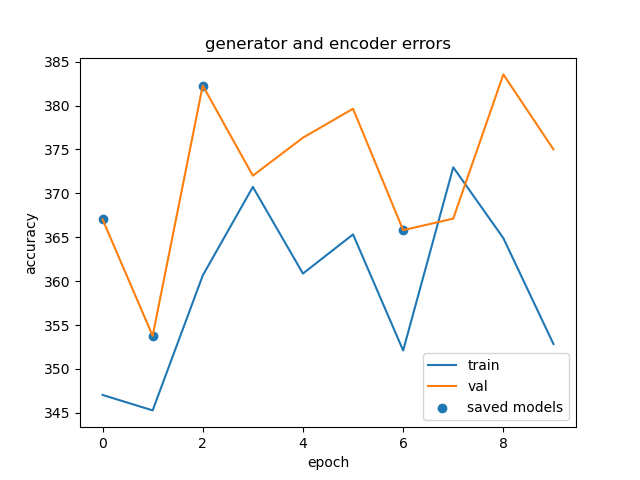 generator and encoder errors
accuracy
385
380
375
370
365
360
355
350
345
0
2
4
6
8
epoch
train
val
saved models